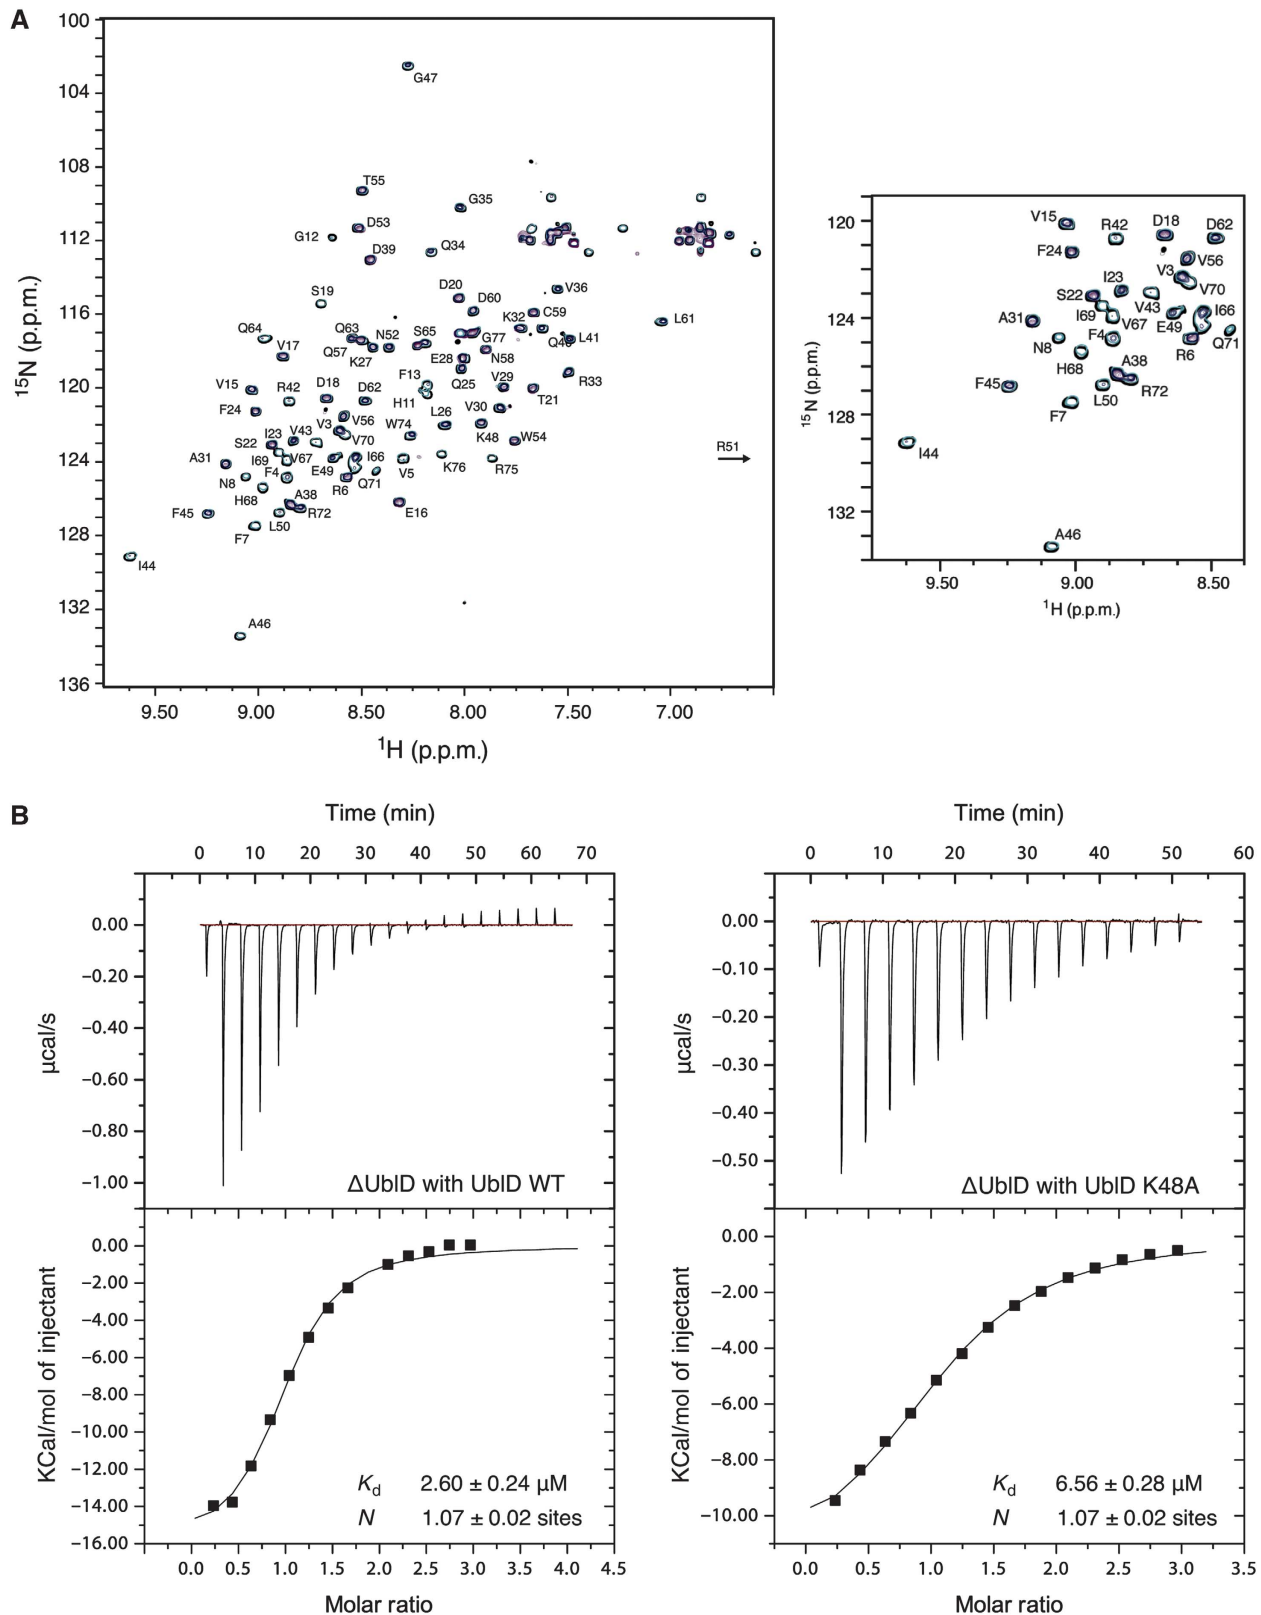 A
100
104
108
112
116
120
124
128
132
136
15N (p.p.m.)
9.50 9.00 8.50 8.00 7.50 7.00
1H (p.p.m.)
G47
T55
G35
D53
G12
D39
Q34
D20
V36
S19
D60
C59
K32
L61
Q64
Q63
N52
S65
G77
Q40
L41
V17
Q57
K27
E28
N58
F13
Q25
V29
R33
V15
R42
D18
D62
H11
T21
F24
V3
V56
W74
L26
V30
K48
W54
S22
I23
V43
V70
R51
A31
I69
V67
E49
I66
V5
K76
R75
N8
F4
R6
Q71
H68
A38
F45
L50
R72
E16
F7
I44
A46
120
124
128
132
15N (p.p.m.)
9.50 9.00 8.50
1H (p.p.m.)
V15
R42
D18
D62
F24
V56
I23
V3
S22
V70
V43
I69
I66
A31
V67
E49
F4
N8
R6
Q71
H68
A38
F45
R72
L50
F7
I44
A46
B
Time (min)
0 10 20 30 40 50 60 70
0.00
−0.20
−0.40
−0.60
−0.80
−1.00
µcal/s
ΔUblD with UblD WT
0.00
−2.00
−4.00
−6.00
−8.00
−10.00
−12.00
−14.00
−16.00
KCal/mol of injectant
Kd 2.60 ± 0.24 µM
N 1.07 ± 0.02 sites
0.0 0.5 1.0 1.5 2.0 2.5 3.0 3.5 4.0 4.5
Molar ratio
Time (min)
0 10 20 30 40 50 60
0.00
−0.10
−0.20
−0.30
−0.40
−0.50
µcal/s
ΔUblD with UblD K48A
0.00
−2.00
−4.00
−6.00
−8.00
−10.00
KCal/mol of injectant
Kd 6.56 ± 0.28 µM
N 1.07 ± 0.02 sites
0.0 0.5 1.0 1.5 2.0 2.5 3.0 3.5
Molar ratio